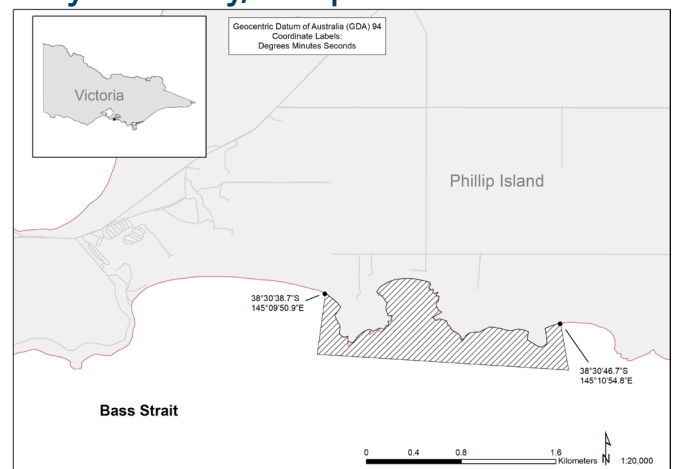 Geocentric Datum of Australia (GDA) 94
Coordinate Labels:
Degrees Minutes Seconds
Victoria
Phillip Island
38°30'38.7"S
145°09'50.9"E
38°30'46.7"S
145°10'54.8"E
Bass Strait
0 0.4 0.8 1.6
Kilometers N 1:20,000